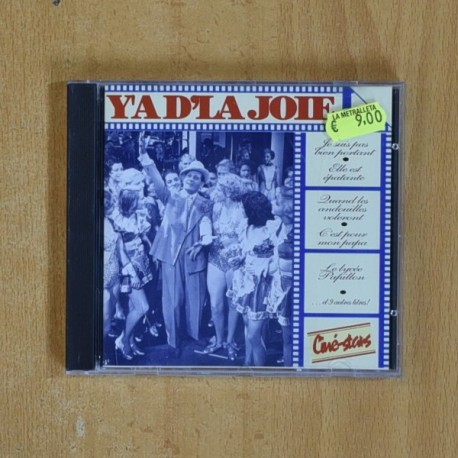 Y'A D'LA JOIE
LA METRALLETA
€ 9,00
Je suis pas
bien portant
Elle est
épatante
Quand les
andouilles
voleront
C'est pour
mon papa
Le lycée
Papillon
... et 9 autres titres!
Ciné-stars